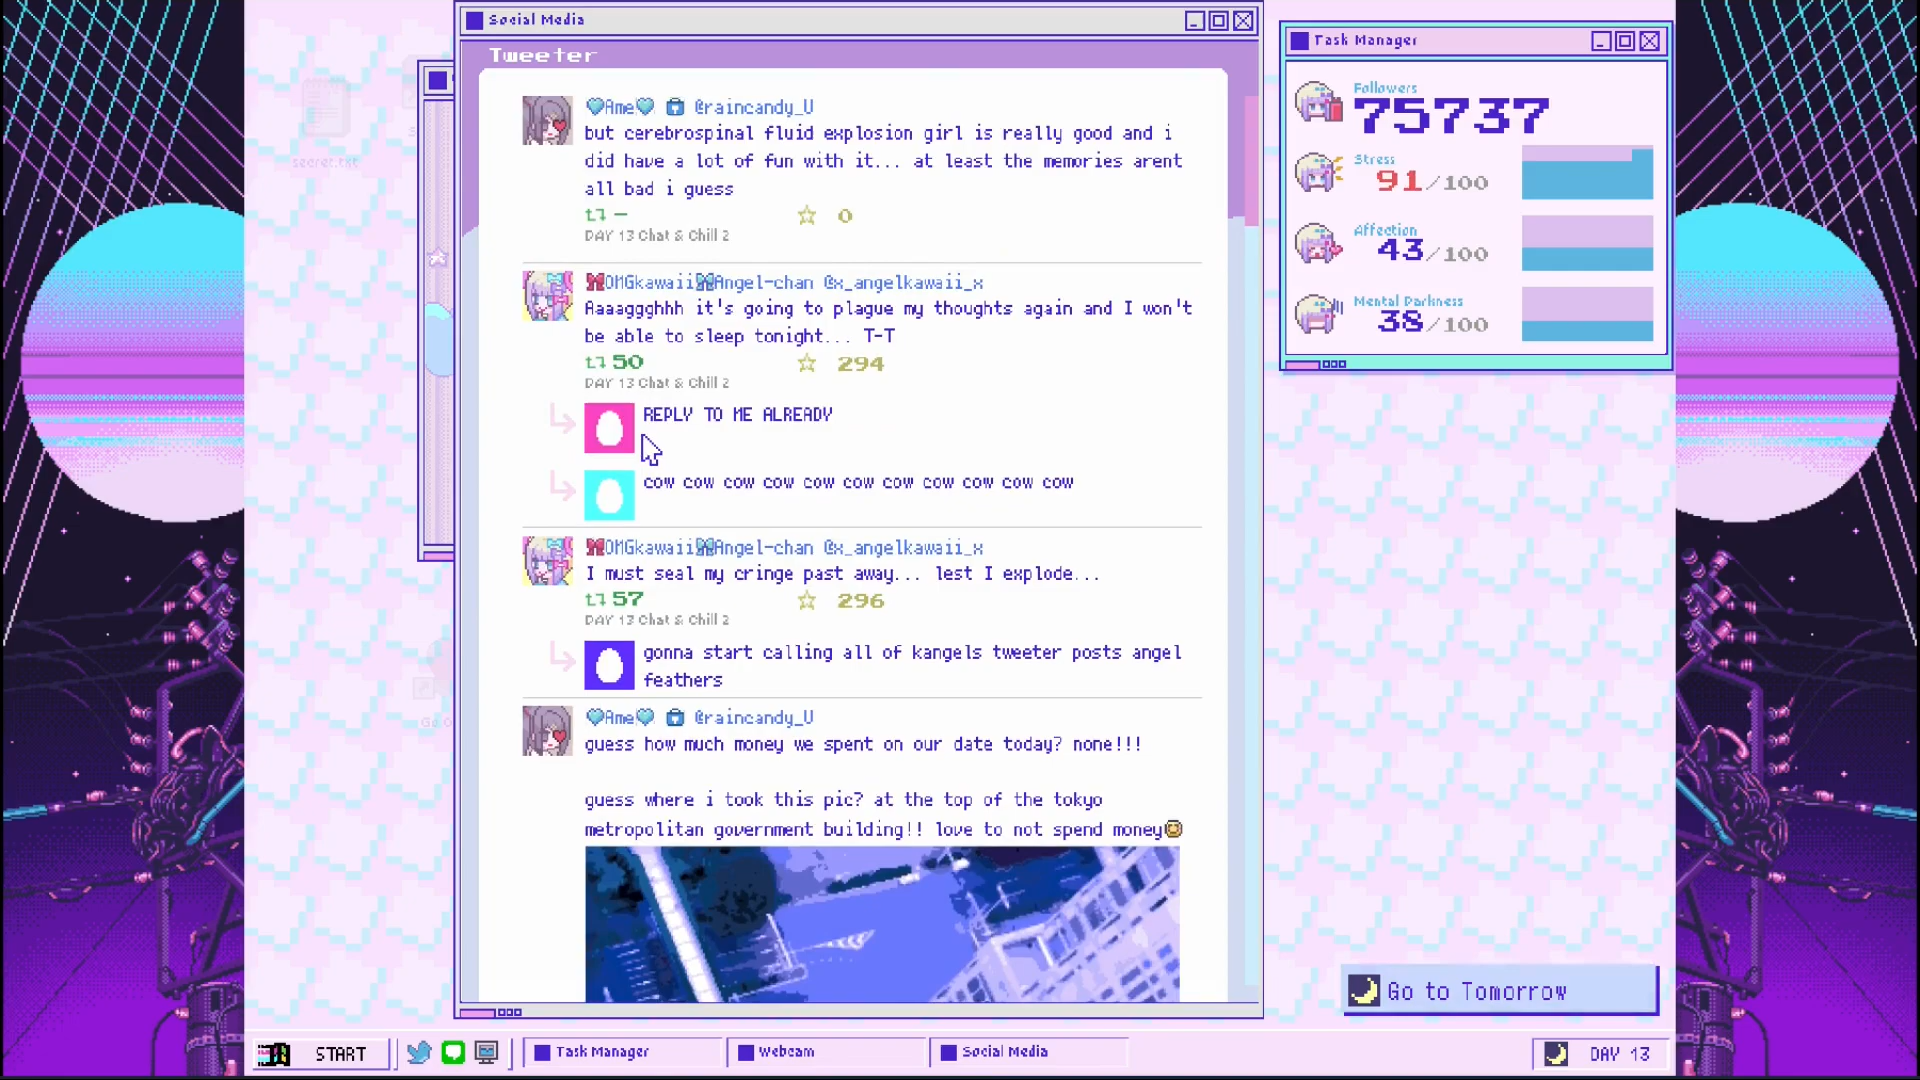 Social Media
Tweeter
Ame @raincandy_U
but cerebrospinal fluid explosion girl is really good and i
did have a lot of fun with it... at least the memories arent
all bad i guess
— 0
DAY 13 Chat & Chill 2
OMGkawaii Angel-chan @x_angelkawaii_x
Aaaaggghhh it's going to plague my thoughts again and I won't
be able to sleep tonight... T-T
50 294
DAY 13 Chat & Chill 2
REPLY TO ME ALREADY
cow cow cow cow cow cow cow cow cow cow cow
OMGkawaii Angel-chan @x_angelkawaii_x
I must seal my cringe past away... lest I explode...
57 296
DAY 13 Chat & Chill 2
gonna start calling all of kangels tweeter posts angel
feathers
Ame @raincandy_U
guess how much money we spent on our date today? none!!!
guess where i took this pic? at the top of the tokyo
metropolitan government building!! love to not spend money
Task Manager
Followers
75737
Stress
91/100
Affection
43/100
Mental Darkness
38/100
secret.txt
Go to Tomorrow
START
Task Manager
Webcam
Social Media
DAY 13